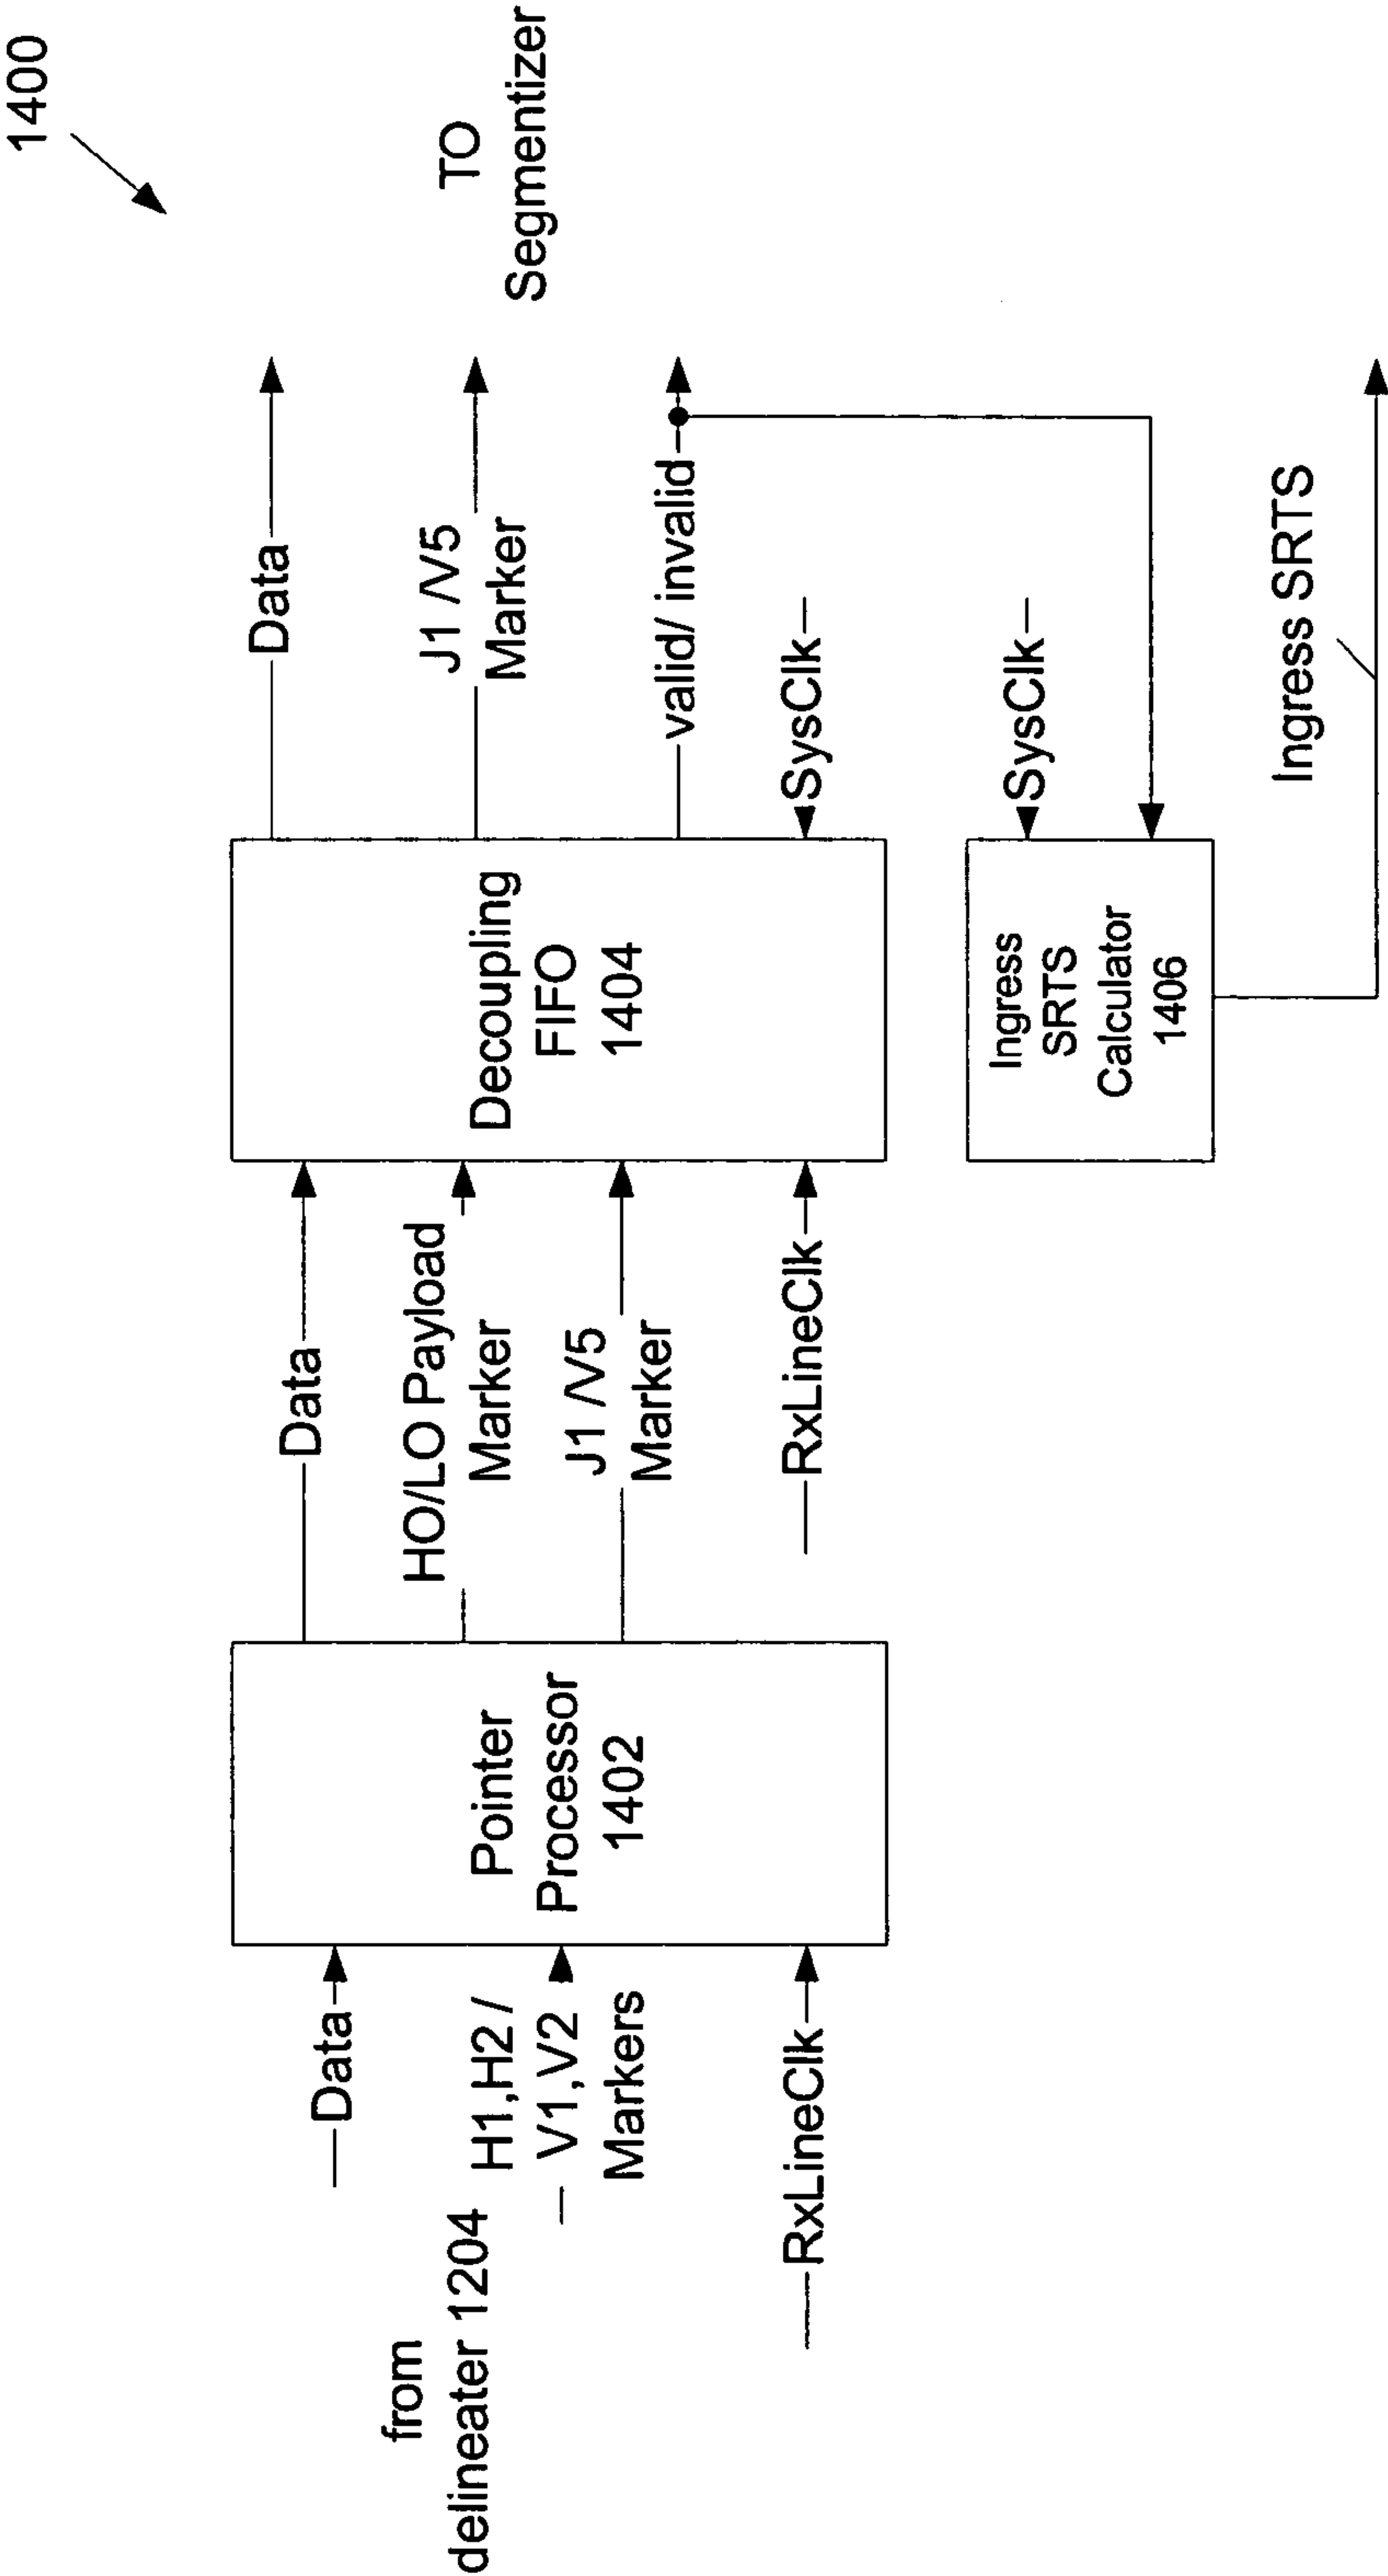 1400
from
delineater 1204
Data
H1,H2 /
V1,V2
Markers
RxLineClk
Pointer
Processor
1402
Data
HO/LO Payload
Marker
J1 /V5
Marker
RxLineClk
Decoupling
FIFO
1404
Data
J1 /V5
Marker
valid/ invalid
SysClk
TO
Segmentizer
Ingress
SRTS
Calculator
1406
SysClk
Ingress SRTS